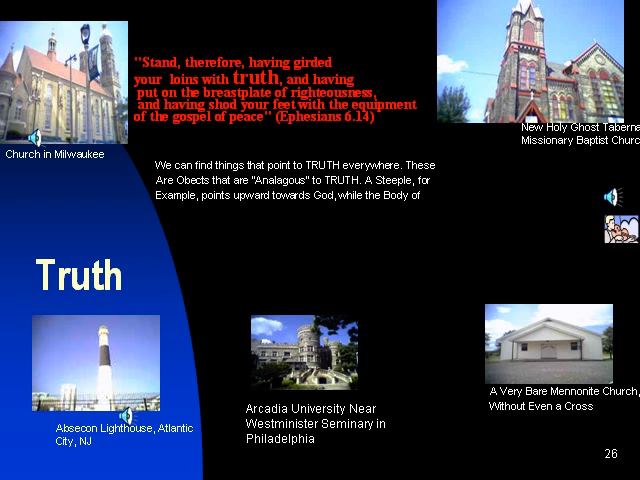 "Stand, therefore, having girded
your loins with truth, and having
put on the breastplate of righteousness,
and having shod your feet with the equipment
of the gospel of peace" (Ephesians 6.14)
New Holy Ghost Taberna
Missionary Baptist Churc
Church in Milwaukee
We can find things that point to TRUTH everywhere. These
Are Obects that are "Analagous" to TRUTH. A Steeple, for
Example, points upward towards God, while the Body of
Truth
A Very Bare Mennonite Church,
Without Even a Cross
Arcadia University Near
Westminister Seminary in
Philadelphia
Absecon Lighthouse, Atlantic
City, NJ
26